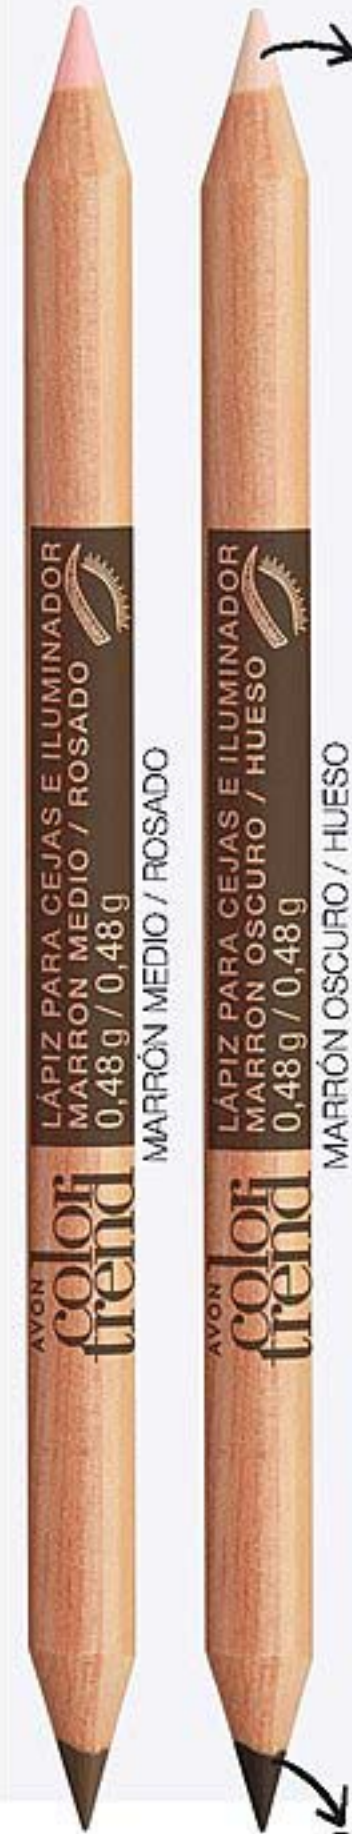 AVON
color
trend
LÁPIZ PARA CEJAS E ILUMINADOR
MARRON MEDIO / ROSADO
0,48 g / 0,48 g
MARRÓN MEDIO / ROSADO
AVON
color
trend
LÁPIZ PARA CEJAS E ILUMINADOR
MARRON OSCURO / HUESO
0,48 g / 0,48 g
MARRÓN OSCURO / HUESO